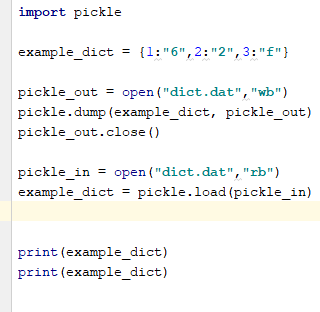 import pickle
example_dict = {1:"6",2:"2",3:"f"}
pickle_out = open("dict.dat","wb")
pickle.dump(example_dict, pickle_out)
pickle_out.close()
pickle_in = open("dict.dat","rb")
example_dict = pickle.load(pickle_in)
print(example_dict)
print(example_dict)